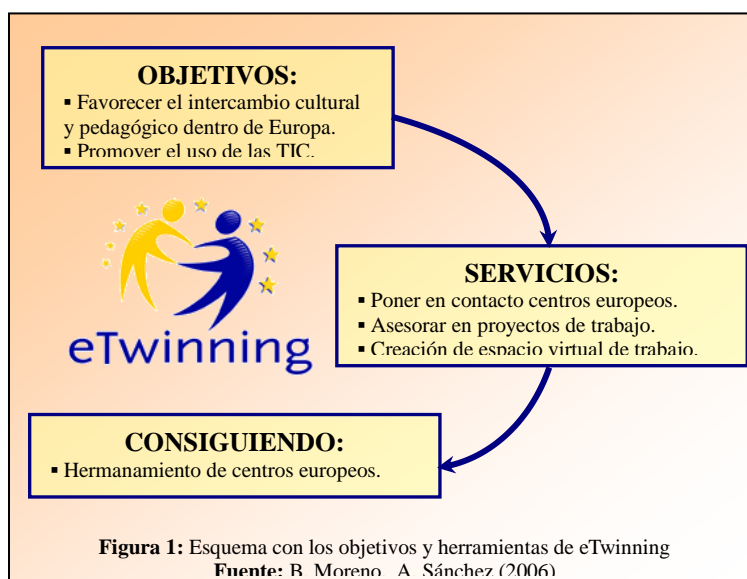 OBJETIVOS:
▪ Favorecer el intercambio cultural
y pedagógico dentro de Europa.
▪ Promover el uso de las TIC.
eTwinning
SERVICIOS:
▪ Poner en contacto centros europeos.
▪ Asesorar en proyectos de trabajo.
▪ Creación de espacio virtual de trabajo.
CONSIGUIENDO:
▪ Hermanamiento de centros europeos.
Figura 1: Esquema con los objetivos y herramientas de eTwinning
Fuente: B. Moreno, A. Sánchez (2006)